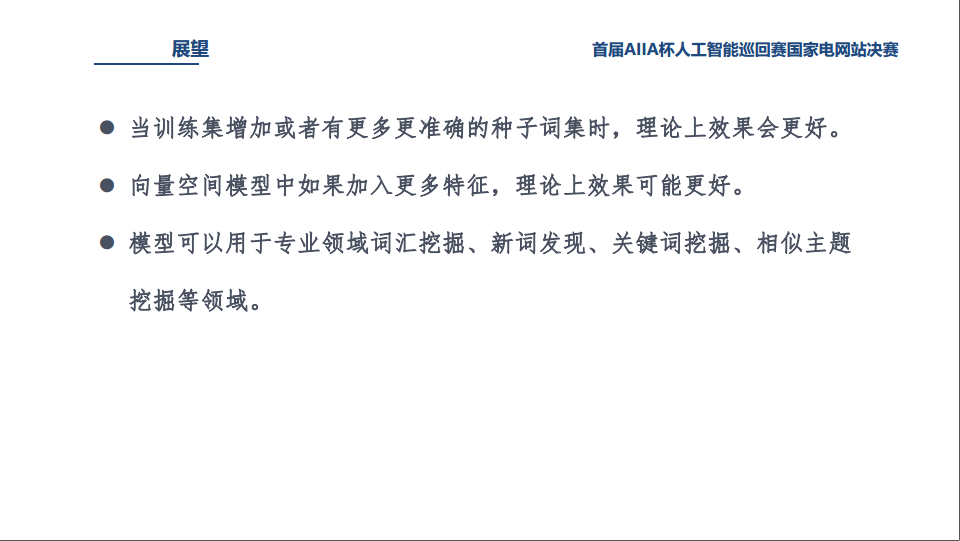 展望
首届AIIA杯人工智能巡回赛国家电网站决赛
● 当训练集增加或者有更多更准确的种子词集时，理论上效果会更好。
● 向量空间模型中如果加入更多特征，理论上效果可能更好。
● 模型可以用于专业领域词汇挖掘、新词发现、关键词挖掘、相似主题
挖掘等领域。